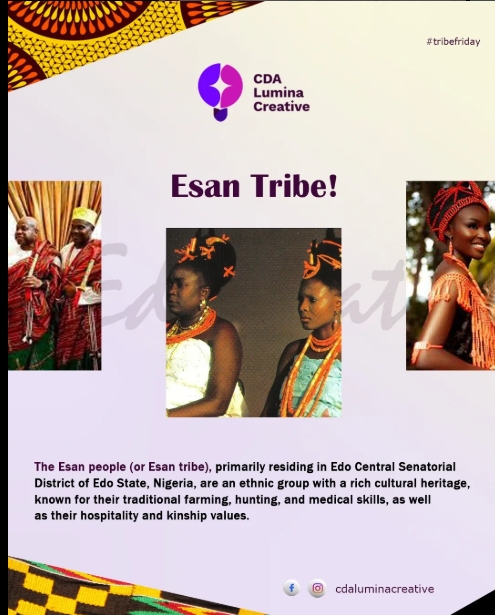 #tribefriday
CDA
Lumina
Creative
Esan Tribe!
The Esan people (or Esan tribe), primarily residing in Edo Central Senatorial
District of Edo State, Nigeria, are an ethnic group with a rich cultural heritage,
known for their traditional farming, hunting, and medical skills, as well
as their hospitality and kinship values.
cdaluminacreative